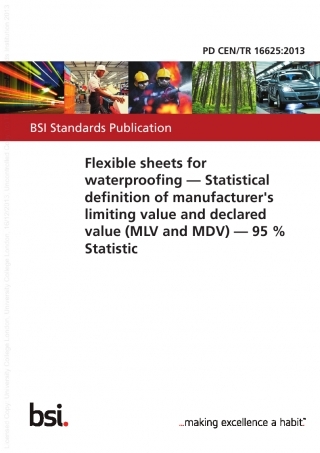 PD CEN/TR 16625:2013
BSI Standards Publication
Flexible sheets for
waterproofing — Statistical
definition of manufacturer's
limiting value and declared
value (MLV and MDV) — 95 %
Statistic
bsi.
...making excellence a habit.™